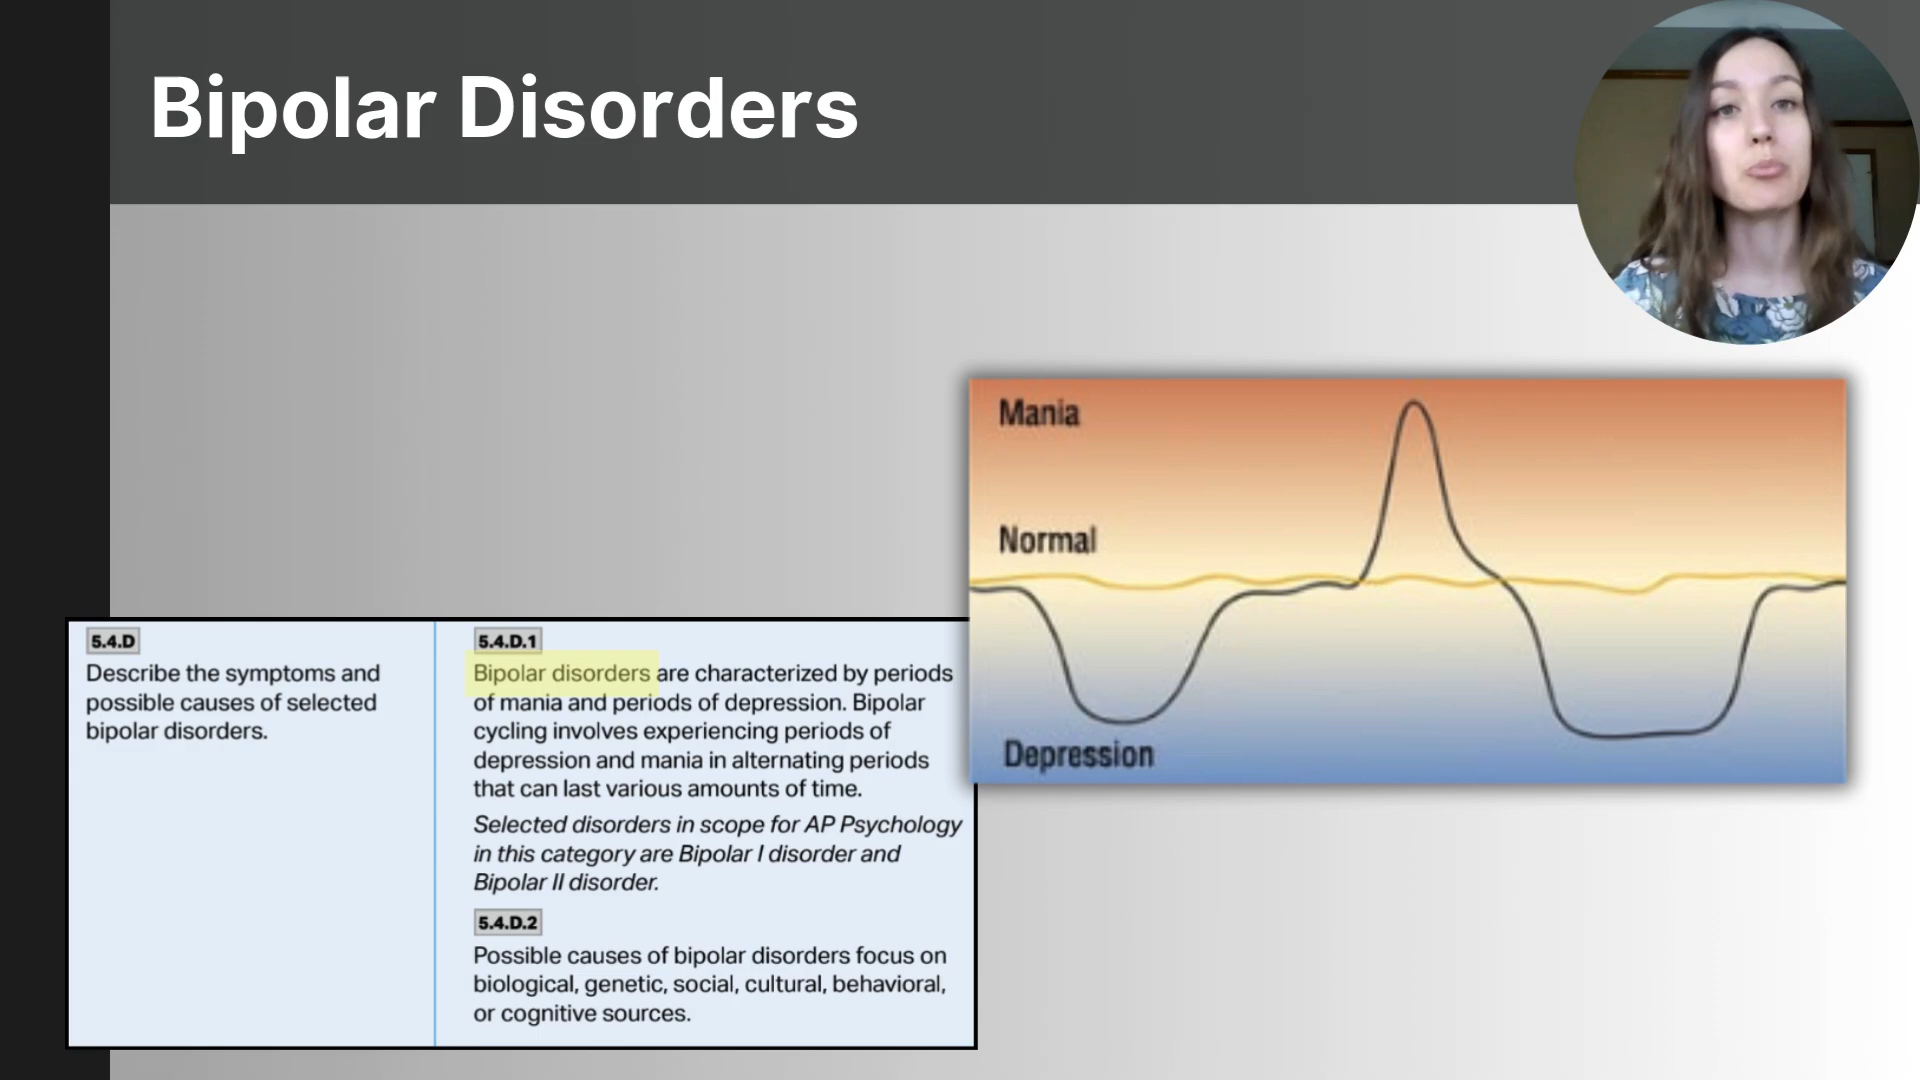 Bipolar Disorders
Mania
Normal
Depression
5.4.D
Describe the symptoms and
possible causes of selected
bipolar disorders.
5.4.D.1
Bipolar disorders are characterized by periods
of mania and periods of depression. Bipolar
cycling involves experiencing periods of
depression and mania in alternating periods
that can last various amounts of time.
Selected disorders in scope for AP Psychology
in this category are Bipolar I disorder and
Bipolar II disorder.
5.4.D.2
Possible causes of bipolar disorders focus on
biological, genetic, social, cultural, behavioral,
or cognitive sources.